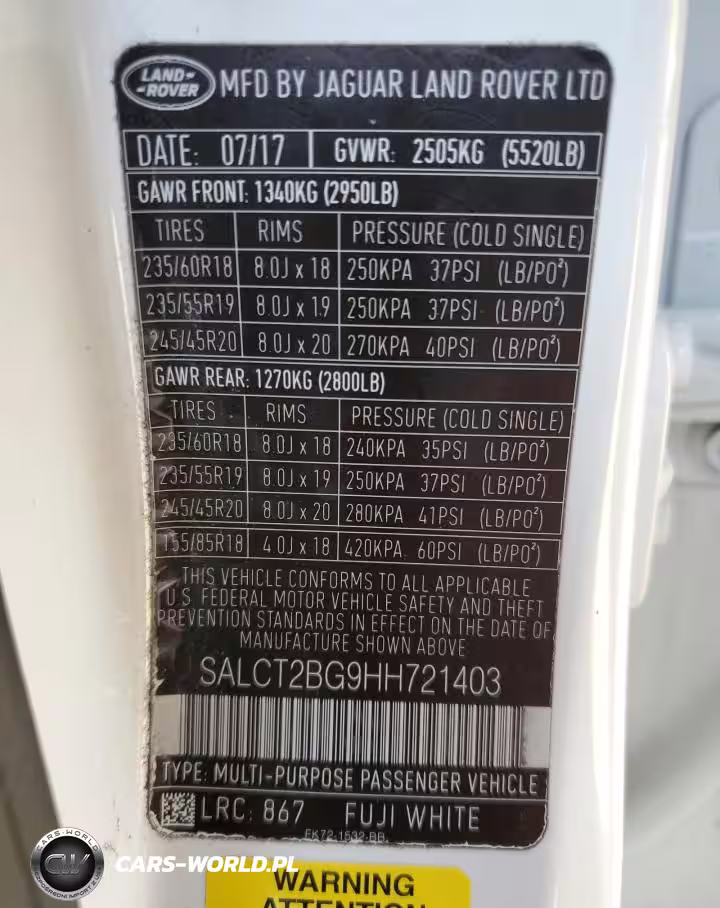 LAND-
-ROVER
MFD BY JAGUAR LAND ROVER LTD
DATE: 07/17 GVWR: 2505KG (5520LB)
GAWR FRONT: 1340KG (2950LB)
TIRES RIMS PRESSURE (COLD SINGLE)
235/60R18 8.0J x 18 250KPA 37PSI (LB/PO²)
235/55R19 8.0J x 19 250KPA 37PSI (LB/PO²)
245/45R20 8.0J x 20 270KPA 40PSI (LB/PO²)
GAWR REAR: 1270KG (2800LB)
TIRES RIMS PRESSURE (COLD SINGLE)
235/60R18 8.0J x 18 240KPA 35PSI (LB/PO²)
235/55R19 8.0J x 19 250KPA 37PSI (LB/PO²)
245/45R20 8.0J x 20 280KPA 41PSI (LB/PO²)
155/85R18 4.0J x 18 420KPA 60PSI (LB/PO²)
THIS VEHICLE CONFORMS TO ALL APPLICABLE
U.S. FEDERAL MOTOR VEHICLE SAFETY AND THEFT
PREVENTION STANDARDS IN EFFECT ON THE DATE OF
MANUFACTURE SHOWN ABOVE
SALCT2BG9HH721403
TYPE: MULTI-PURPOSE PASSENGER VEHICLE
LRC: 867 FUJI WHITE
FK72-1532-BB
WARNING
ATTENTION
CARS-WORLD.PL
CARS-WORLD
CW